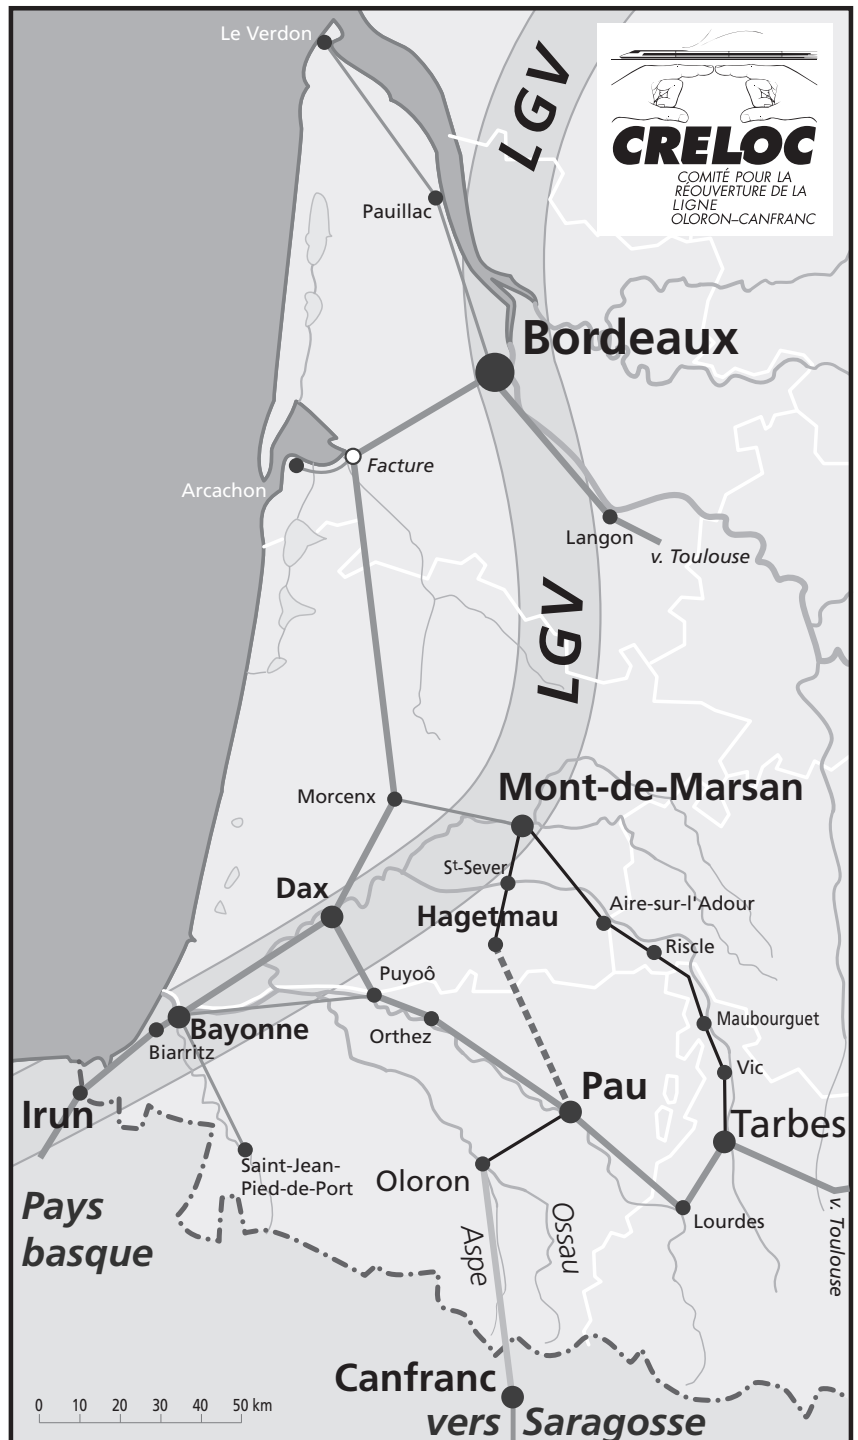 Le Verdon
LGV
CRELOC
COMITÉ POUR LA
RÉOUVERTURE DE LA
LIGNE
OLORON–CANFRANC
Pauillac
Bordeaux
Facture
Arcachon
Langon
v. Toulouse
LGV
Morcenx
Mont-de-Marsan
St-Sever
Dax
Aire-sur-l'Adour
Hagetmau
Riscle
Puyoô
Maubourguet
Bayonne
Orthez
Biarritz
Vic
Pau
Irun
Tarbes
Saint-Jean-
Pied-de-Port
Oloron
Pays
basque
Aspe
Ossau
Lourdes
v. Toulouse
Canfranc
0 10 20 30 40 50 km
vers Saragosse